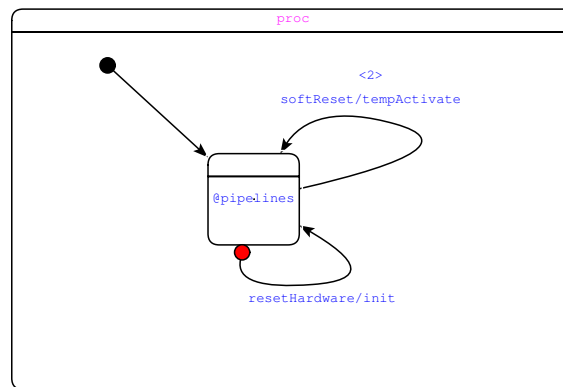 proc
<2>
softReset/tempActivate
@pipelines
resetHardware/init